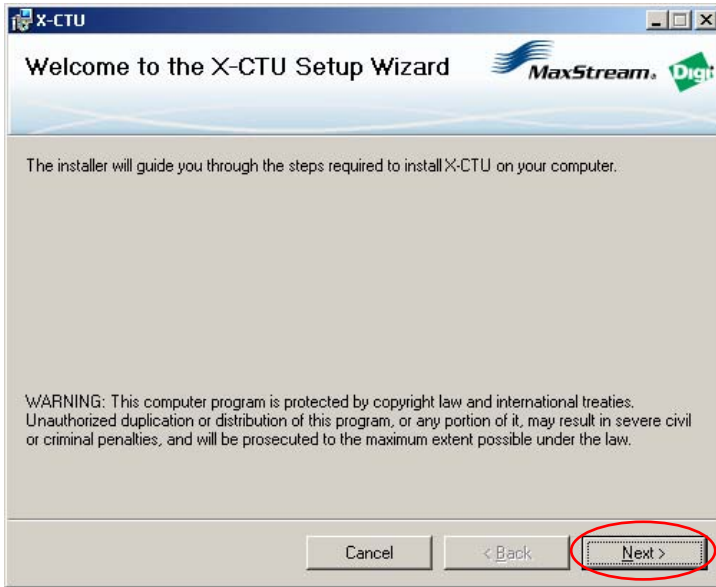 X-CTU
Welcome to the X-CTU Setup Wizard
MaxStream®
Digi
The installer will guide you through the steps required to install X-CTU on your computer.
WARNING: This computer program is protected by copyright law and international treaties.
Unauthorized duplication or distribution of this program, or any portion of it, may result in severe civil
or criminal penalties, and will be prosecuted to the maximum extent possible under the law.
Cancel
< Back
Next >